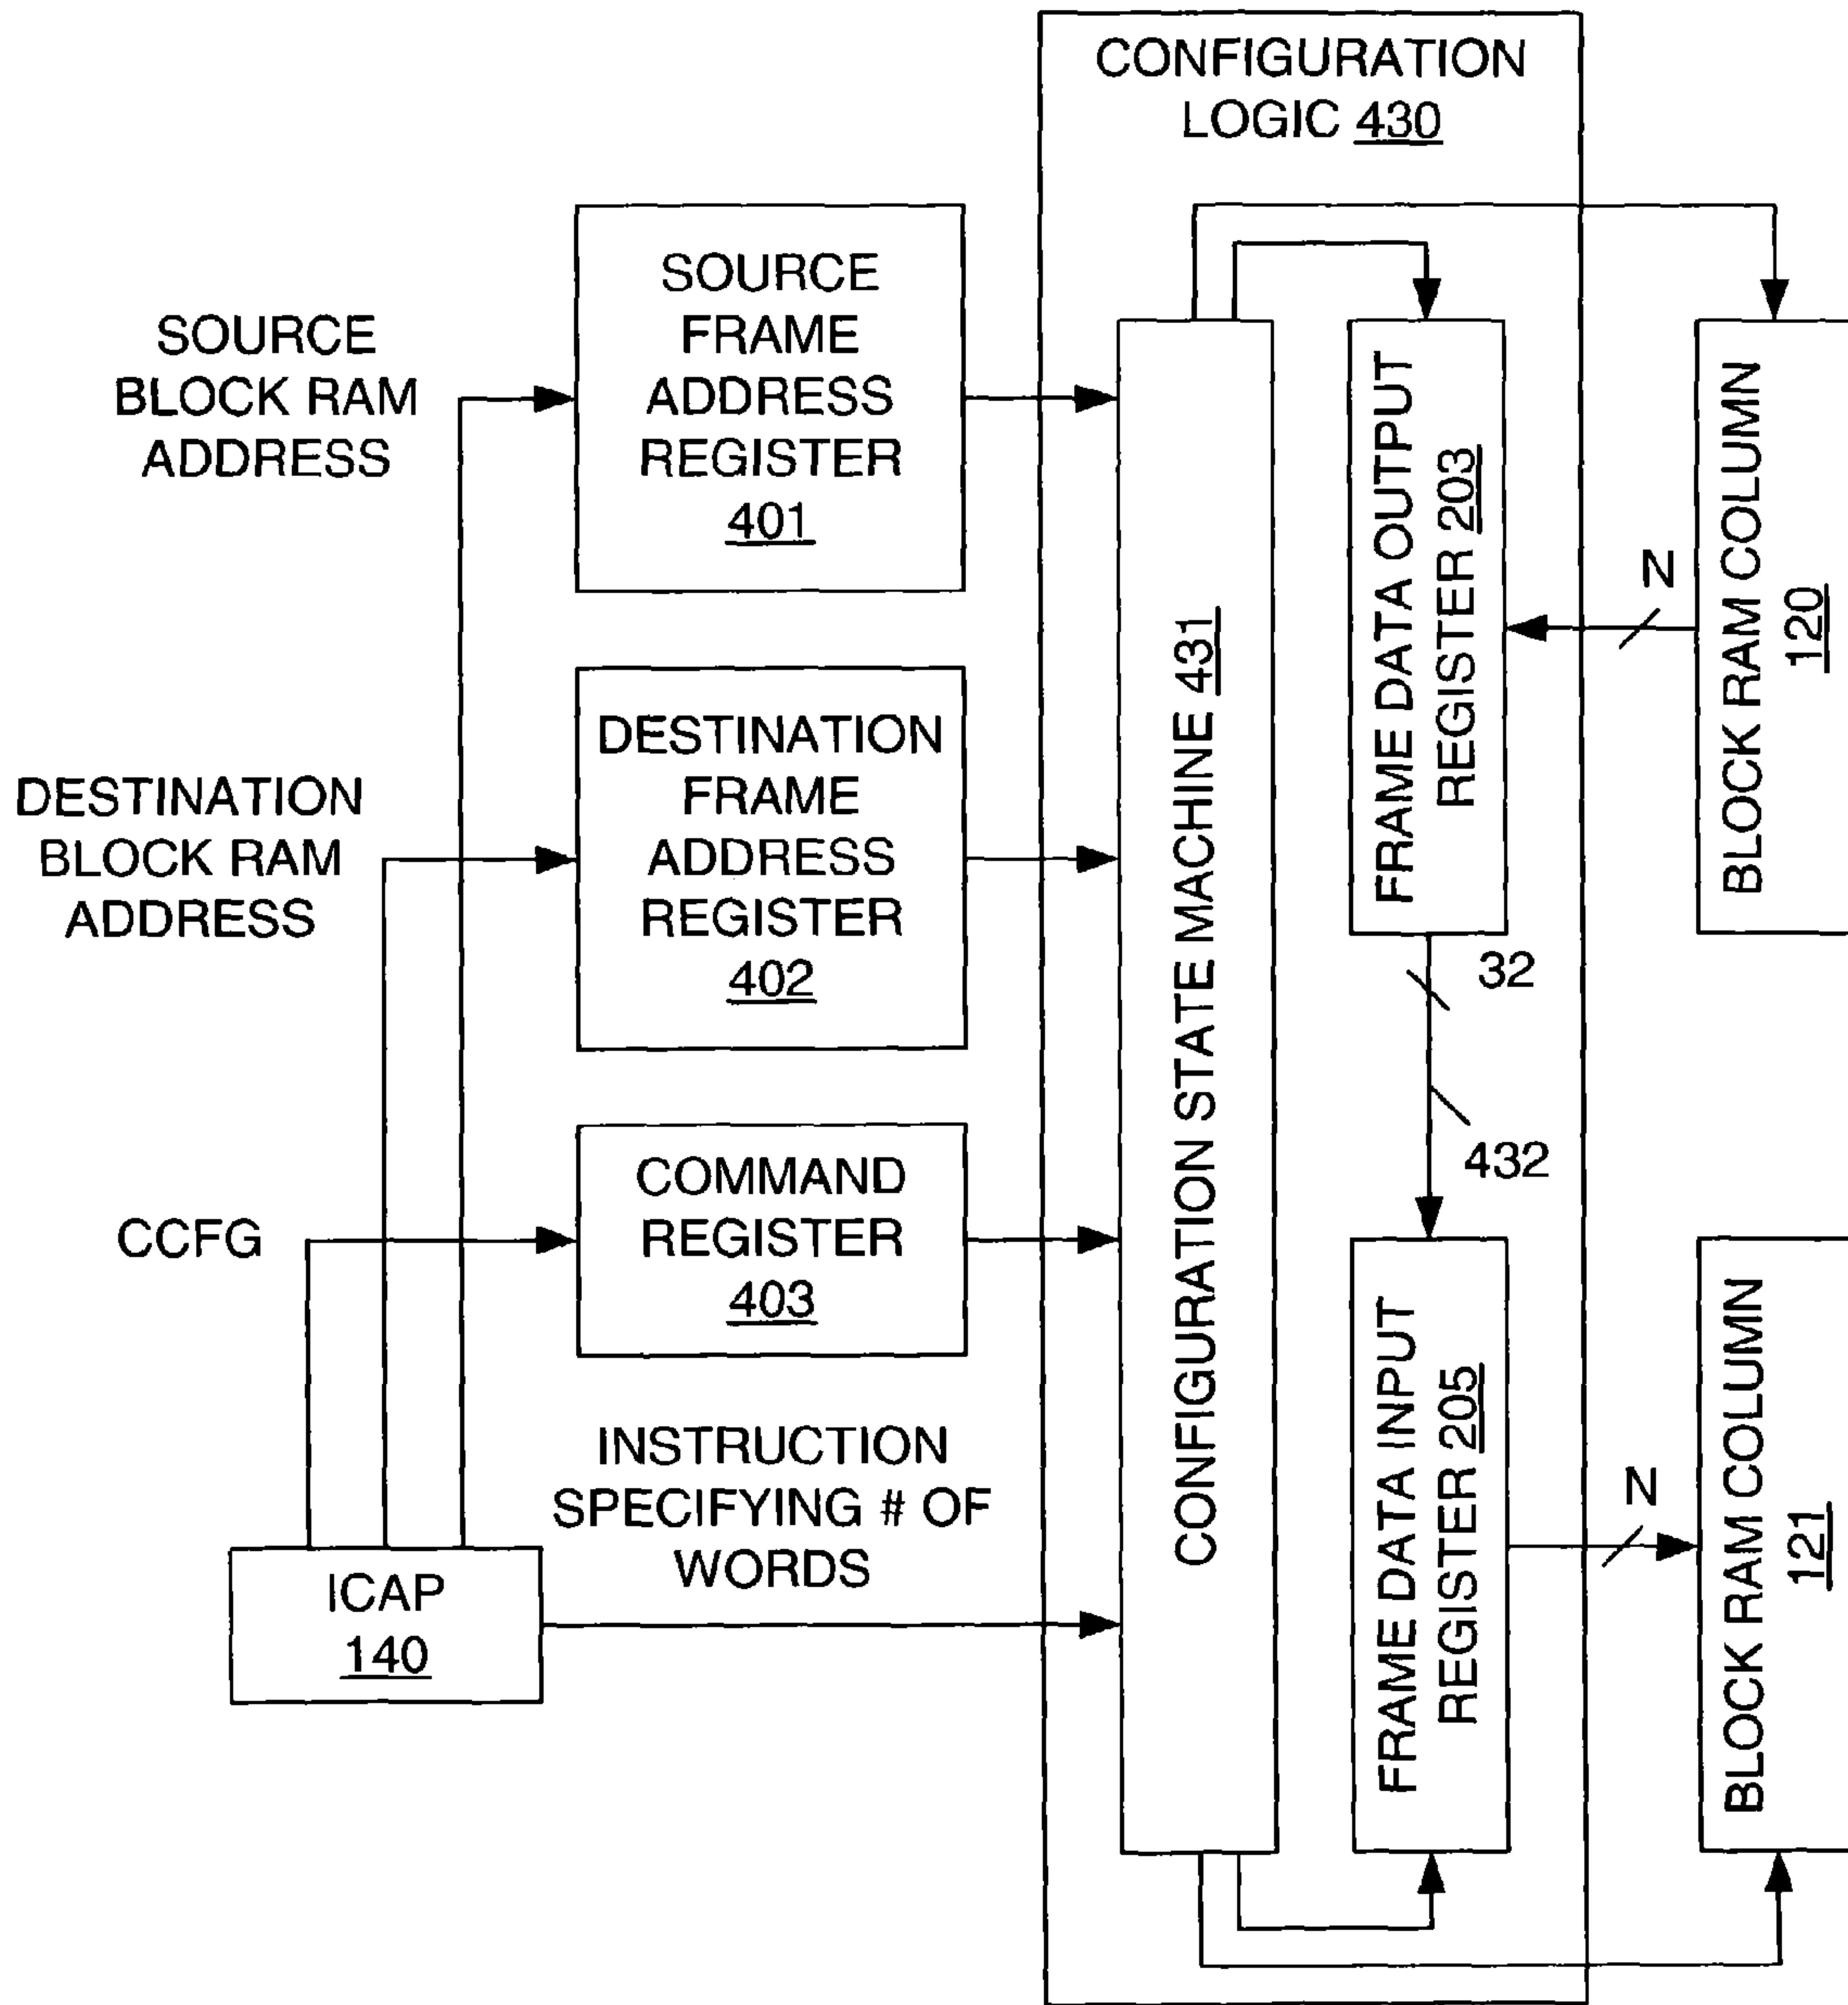 CONFIGURATION
LOGIC 430
SOURCE
BLOCK RAM
ADDRESS
SOURCE
FRAME
ADDRESS
REGISTER
401
DESTINATION
BLOCK RAM
ADDRESS
DESTINATION
FRAME
ADDRESS
REGISTER
402
CCFG
COMMAND
REGISTER
403
INSTRUCTION
SPECIFYING # OF
WORDS
ICAP
140
CONFIGURATION STATE MACHINE 431
FRAME DATA OUTPUT
REGISTER 203
N
BLOCK RAM COLUMN
120
32
432
FRAME DATA INPUT
REGISTER 205
N
BLOCK RAM COLUMN
121